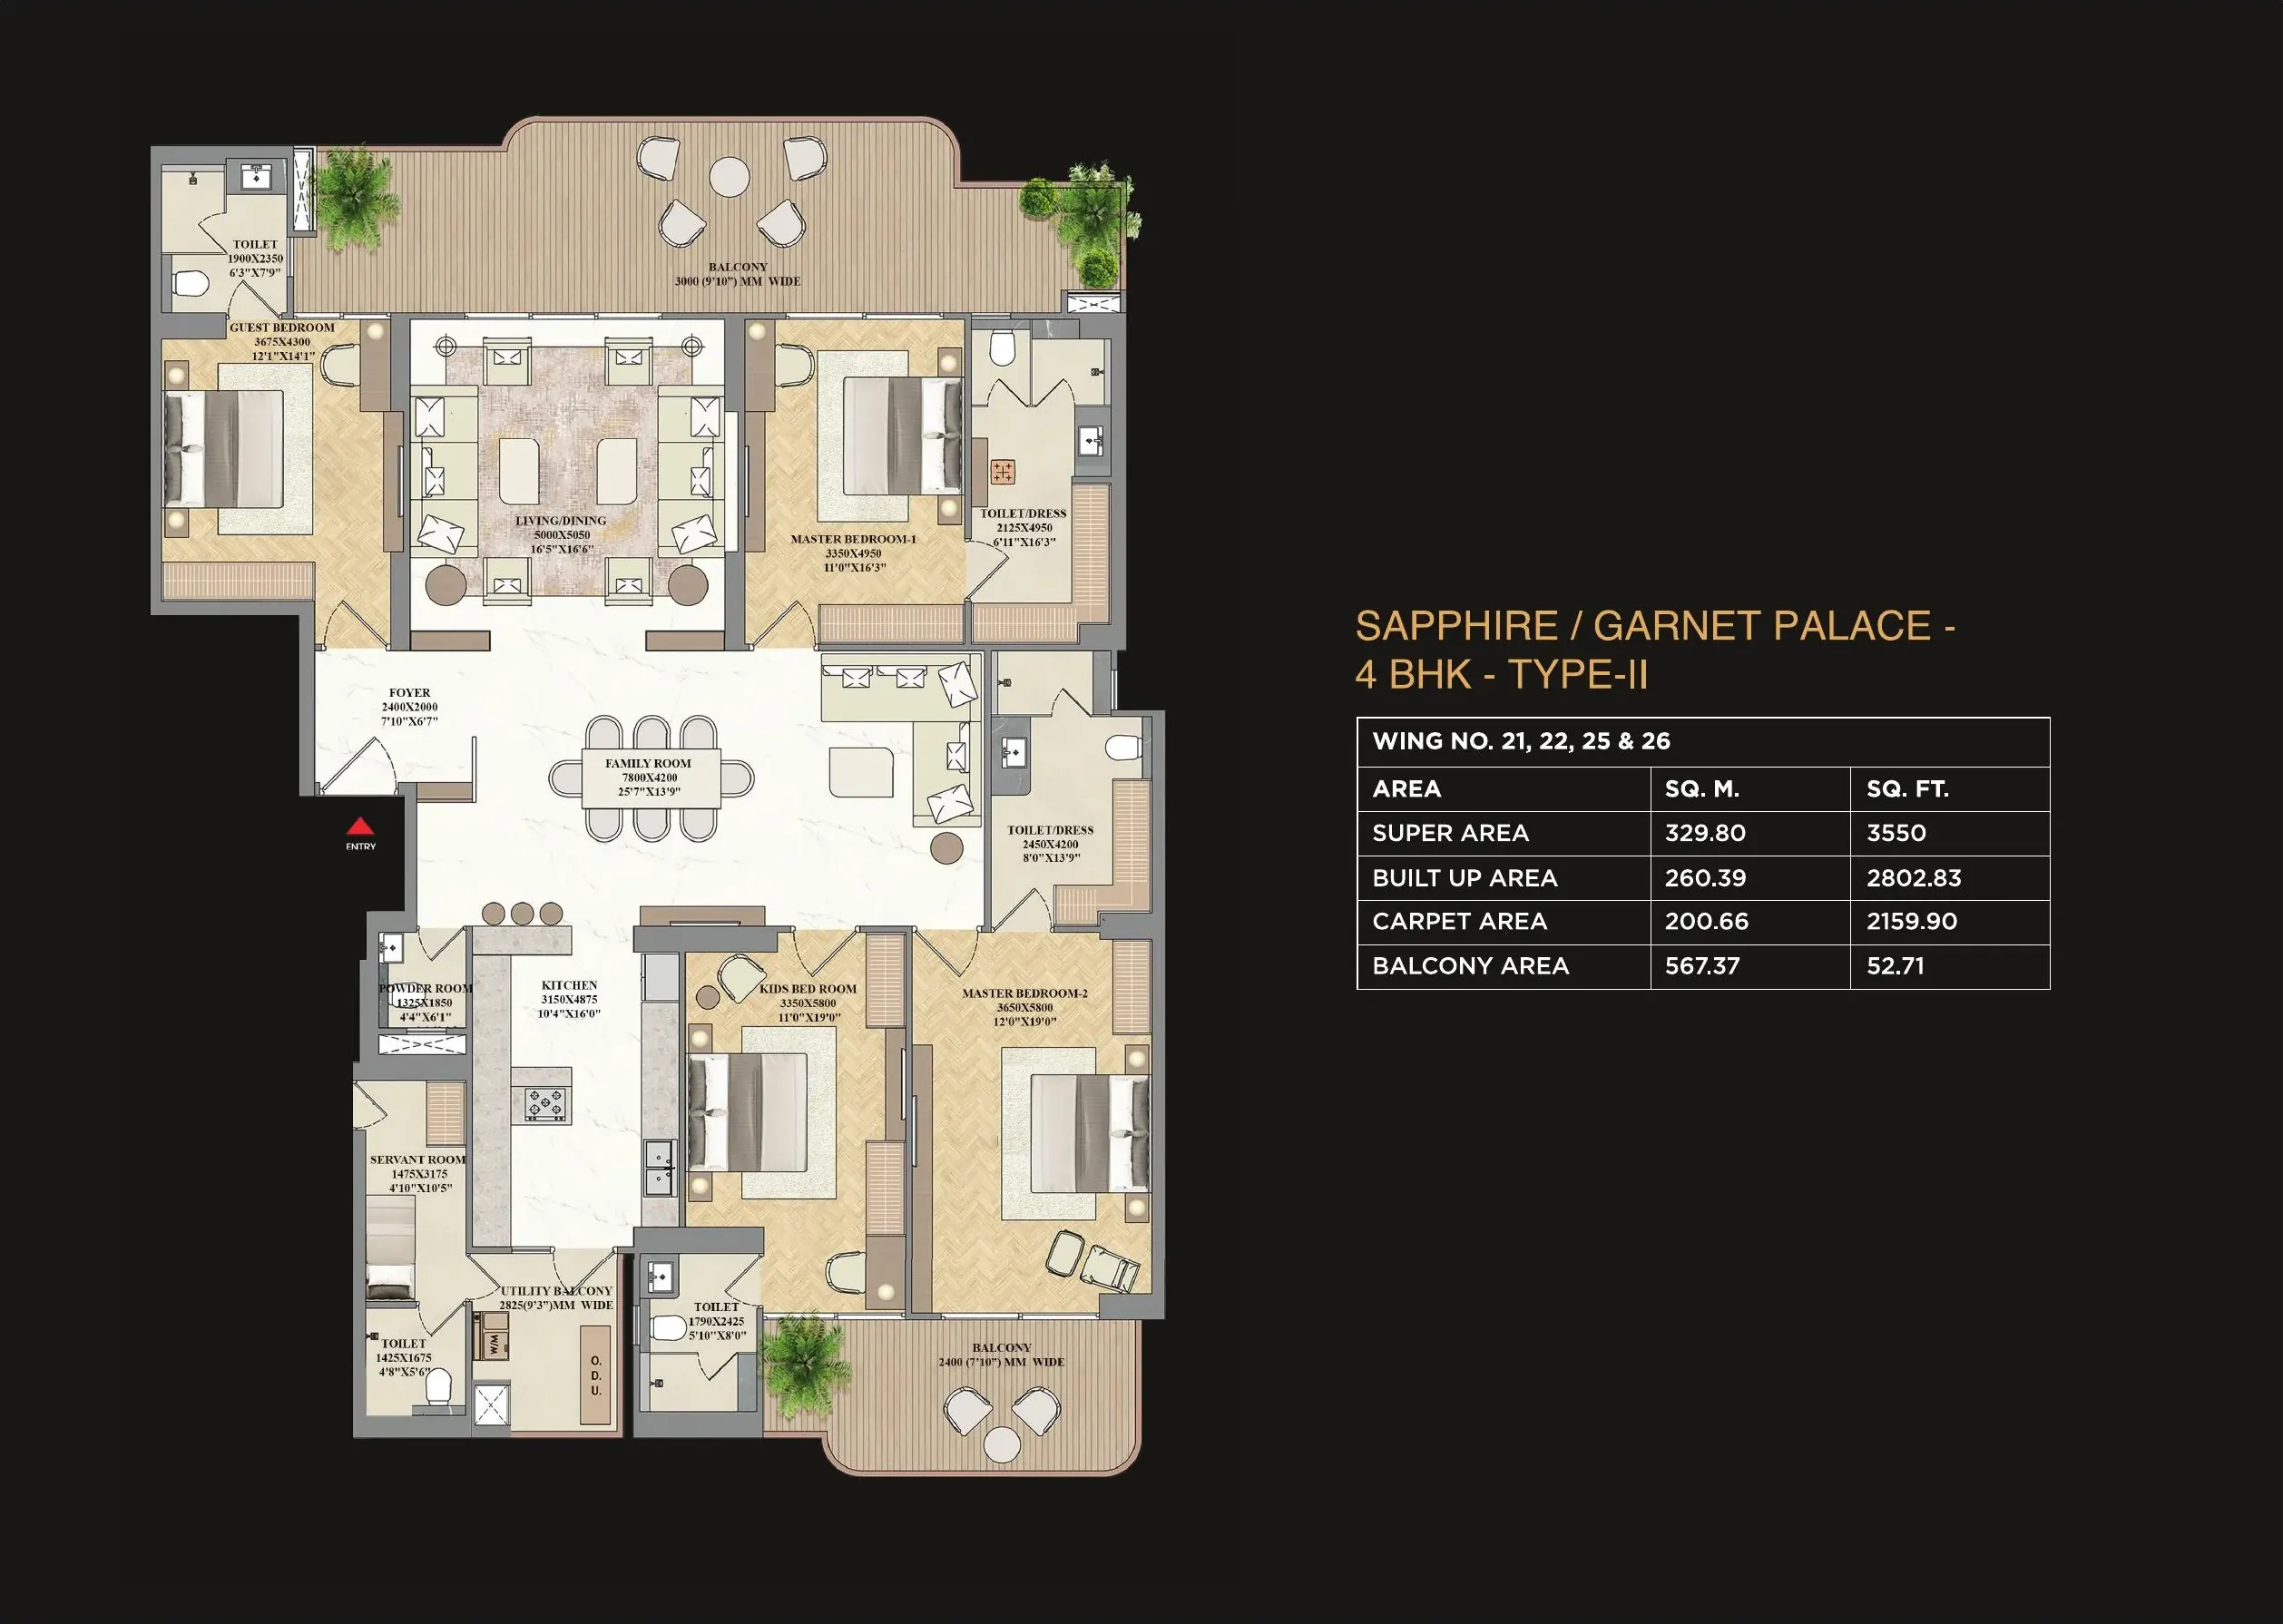 TOILET
1900X2350
6'3"X7'9"
BALCONY
3000 (9'10") MM WIDE
GUEST BEDROOM
3675X4300
12'1"X14'1"
LIVING/DINING
5000X5050
16'5"X16'6"
MASTER BEDROOM-1
3350X4950
11'0"X16'3"
TOILET/DRESS
2125X4950
6'11"X16'3"
FOYER
2400X2000
7'10"X6'7"
FAMILY ROOM
7800X4200
25'7"X13'9"
TOILET/DRESS
2450X4200
8'0"X13'9"
ENTRY
POWDER ROOM
1325X1850
4'4"X6'1"
KITCHEN
3150X4875
10'4"X16'0"
KIDS BED ROOM
3350X5800
11'0"X19'0"
MASTER BEDROOM-2
3650X5800
12'0"X19'0"
SERVANT ROOM
1475X3175
4'10"X10'5"
UTILITY BALCONY
2825(9'3")MM WIDE
W/M
O.
D.
U.
TOILET
1425X1675
4'8"X5'6"
TOILET
1790X2425
5'10"X8'0"
BALCONY
2400 (7'10") MM WIDE
SAPPHIRE / GARNET PALACE -
4 BHK - TYPE-II
WING NO. 21, 22, 25 & 26
AREA SQ. M. SQ. FT.
SUPER AREA 329.80 3550
BUILT UP AREA 260.39 2802.83
CARPET AREA 200.66 2159.90
BALCONY AREA 567.37 52.71